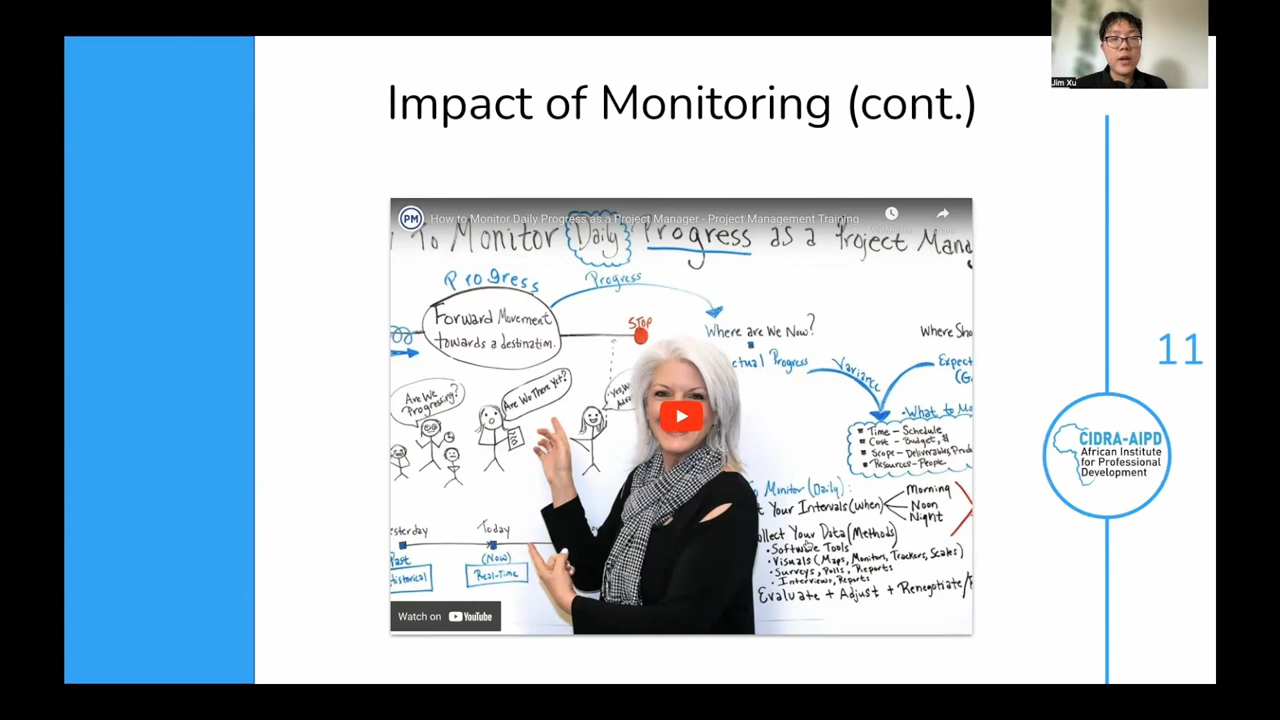 Jim Xu
Impact of Monitoring (cont.)
PM
How to Monitor Daily Progress as a Project Manager - Project Management Training
To Monitor Daily Progress as a Project Mana
Progress
Progress
Forward Movement
towards a destination.
STOP
Where are We Now?
Where Sho
ctual Progress
Variance
Expect
(G
Are We
Progressing?
Are We There Yet?
Yes, W
-What to Mo
Time - Schedule
Cost - Budget, $
Scope - Deliverables, Prod
Resources - People
11
CIDRA-AIPD
African Institute
for Professional
Development
Monitor (Daily):
t Your Intervals (When)
Morning
Noon
Night
ollect Your Data (Methods)
• Software Tools
• Visuals (Maps, Monitors, Trackers, Scales)
• Surveys, Polls, Reports
• Interviews, Reports
Evaluate + Adjust + Renegotiate/
sterday
Today
Past
(Now)
istorical
Real-Time
Watch on YouTube